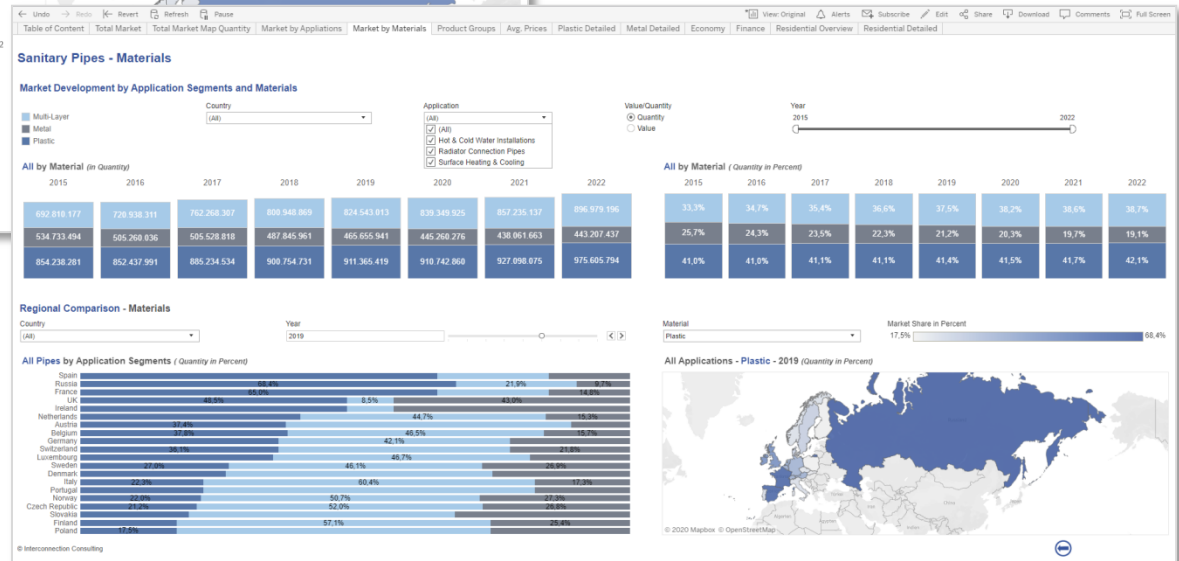 ← Undo → Redo Revert Refresh Pause View: Original Alerts Subscribe Edit Share Download Comments Full Screen
Table of Content Total Market Total Market Map Quantity Market by Appliations Market by Materials Product Groups Avg. Prices Plastic Detailed Metal Detailed Economy Finance Residential Overview Residential Detailed
2
Sanitary Pipes - Materials
Market Development by Application Segments and Materials
Country Application Value/Quantity Year
Multi-Layer (All) (All) Quantity 2015 2022
Metal (All) Value
Plastic Hot & Cold Water Installations
Radiator Connection Pipes
Surface Heating & Cooling
All by Material (in Quantity) All by Material ( Quantity in Percent)
2015 2016 2017 2018 2019 2020 2021 2022 2015 2016 2017 2018 2019 2020 2021 2022
692.810.177 720.938.311 762.268.307 800.948.069 824.543.013 839.349.925 857.235.137 896.979.196 33,3% 34,7% 35,4% 36,6% 37,5% 38,2% 38,6% 38,7%
534.733.494 505.260.036 505.528.818 487.845.961 465.655.941 445.260.276 438.061.663 443.207.437 25,7% 24,3% 23,5% 22,3% 21,2% 20,3% 19,7% 19,1%
854.238.281 852.437.991 885.234.534 900.754.731 911.365.419 910.742.860 927.098.075 975.605.794 41,0% 41,0% 41,1% 41,1% 41,4% 41,5% 41,7% 42,1%
Regional Comparison - Materials
Country Year Material Market Share in Percent
(All) 2019 Plastic 17,5% 68,4%
All Pipes by Application Segments ( Quantity in Percent) All Applications - Plastic - 2019 (Quantity in Percent)
Spain
Russia 68,4% 21,9% 9,7%
France 65,0% 14,8%
UK 48,5% 8,5% 43,0%
Ireland
Netherlands 44,7% 15,3%
Austria 37,4%
Belgium 37,8% 46,5% 15,7%
Germany 42,1%
Switzerland 36,1% 21,8%
Luxembourg 46,7%
Sweden 27,0% 46,1% 26,9%
Denmark
Italy 22,3% 60,4% 17,3%
Portugal
Norway 22,0% 50,7% 27,3%
Czech Republic 21,2% 52,0% 26,8%
Slovakia
Finland 57,1% 25,4%
Poland 17,5%
China
© 2020 Mapbox © OpenStreetMap
© Interconnection Consulting